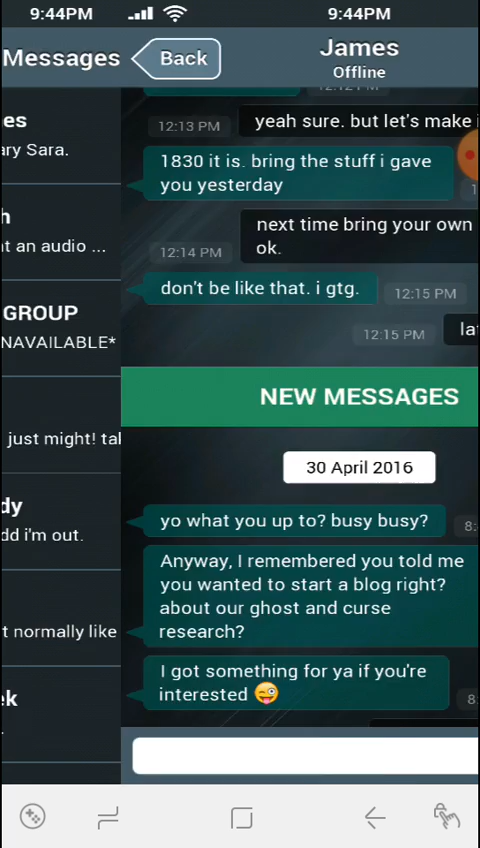 9:44PM
9:44PM
Messages
Back
James
Offline
es
ary Sara.
h
t an audio ...
GROUP
NAVAILABLE*
just might! tal
dy
dd i'm out.
t normally like
ek
12:13 PM
yeah sure. but let's make i
1830 it is. bring the stuff i gave
you yesterday
next time bring your own
ok.
12:14 PM
don't be like that. i gtg.
12:15 PM
12:15 PM
la
NEW MESSAGES
30 April 2016
yo what you up to? busy busy?
8:
Anyway, I remembered you told me
you wanted to start a blog right?
about our ghost and curse
research?
I got something for ya if you're
interested 😜
8: